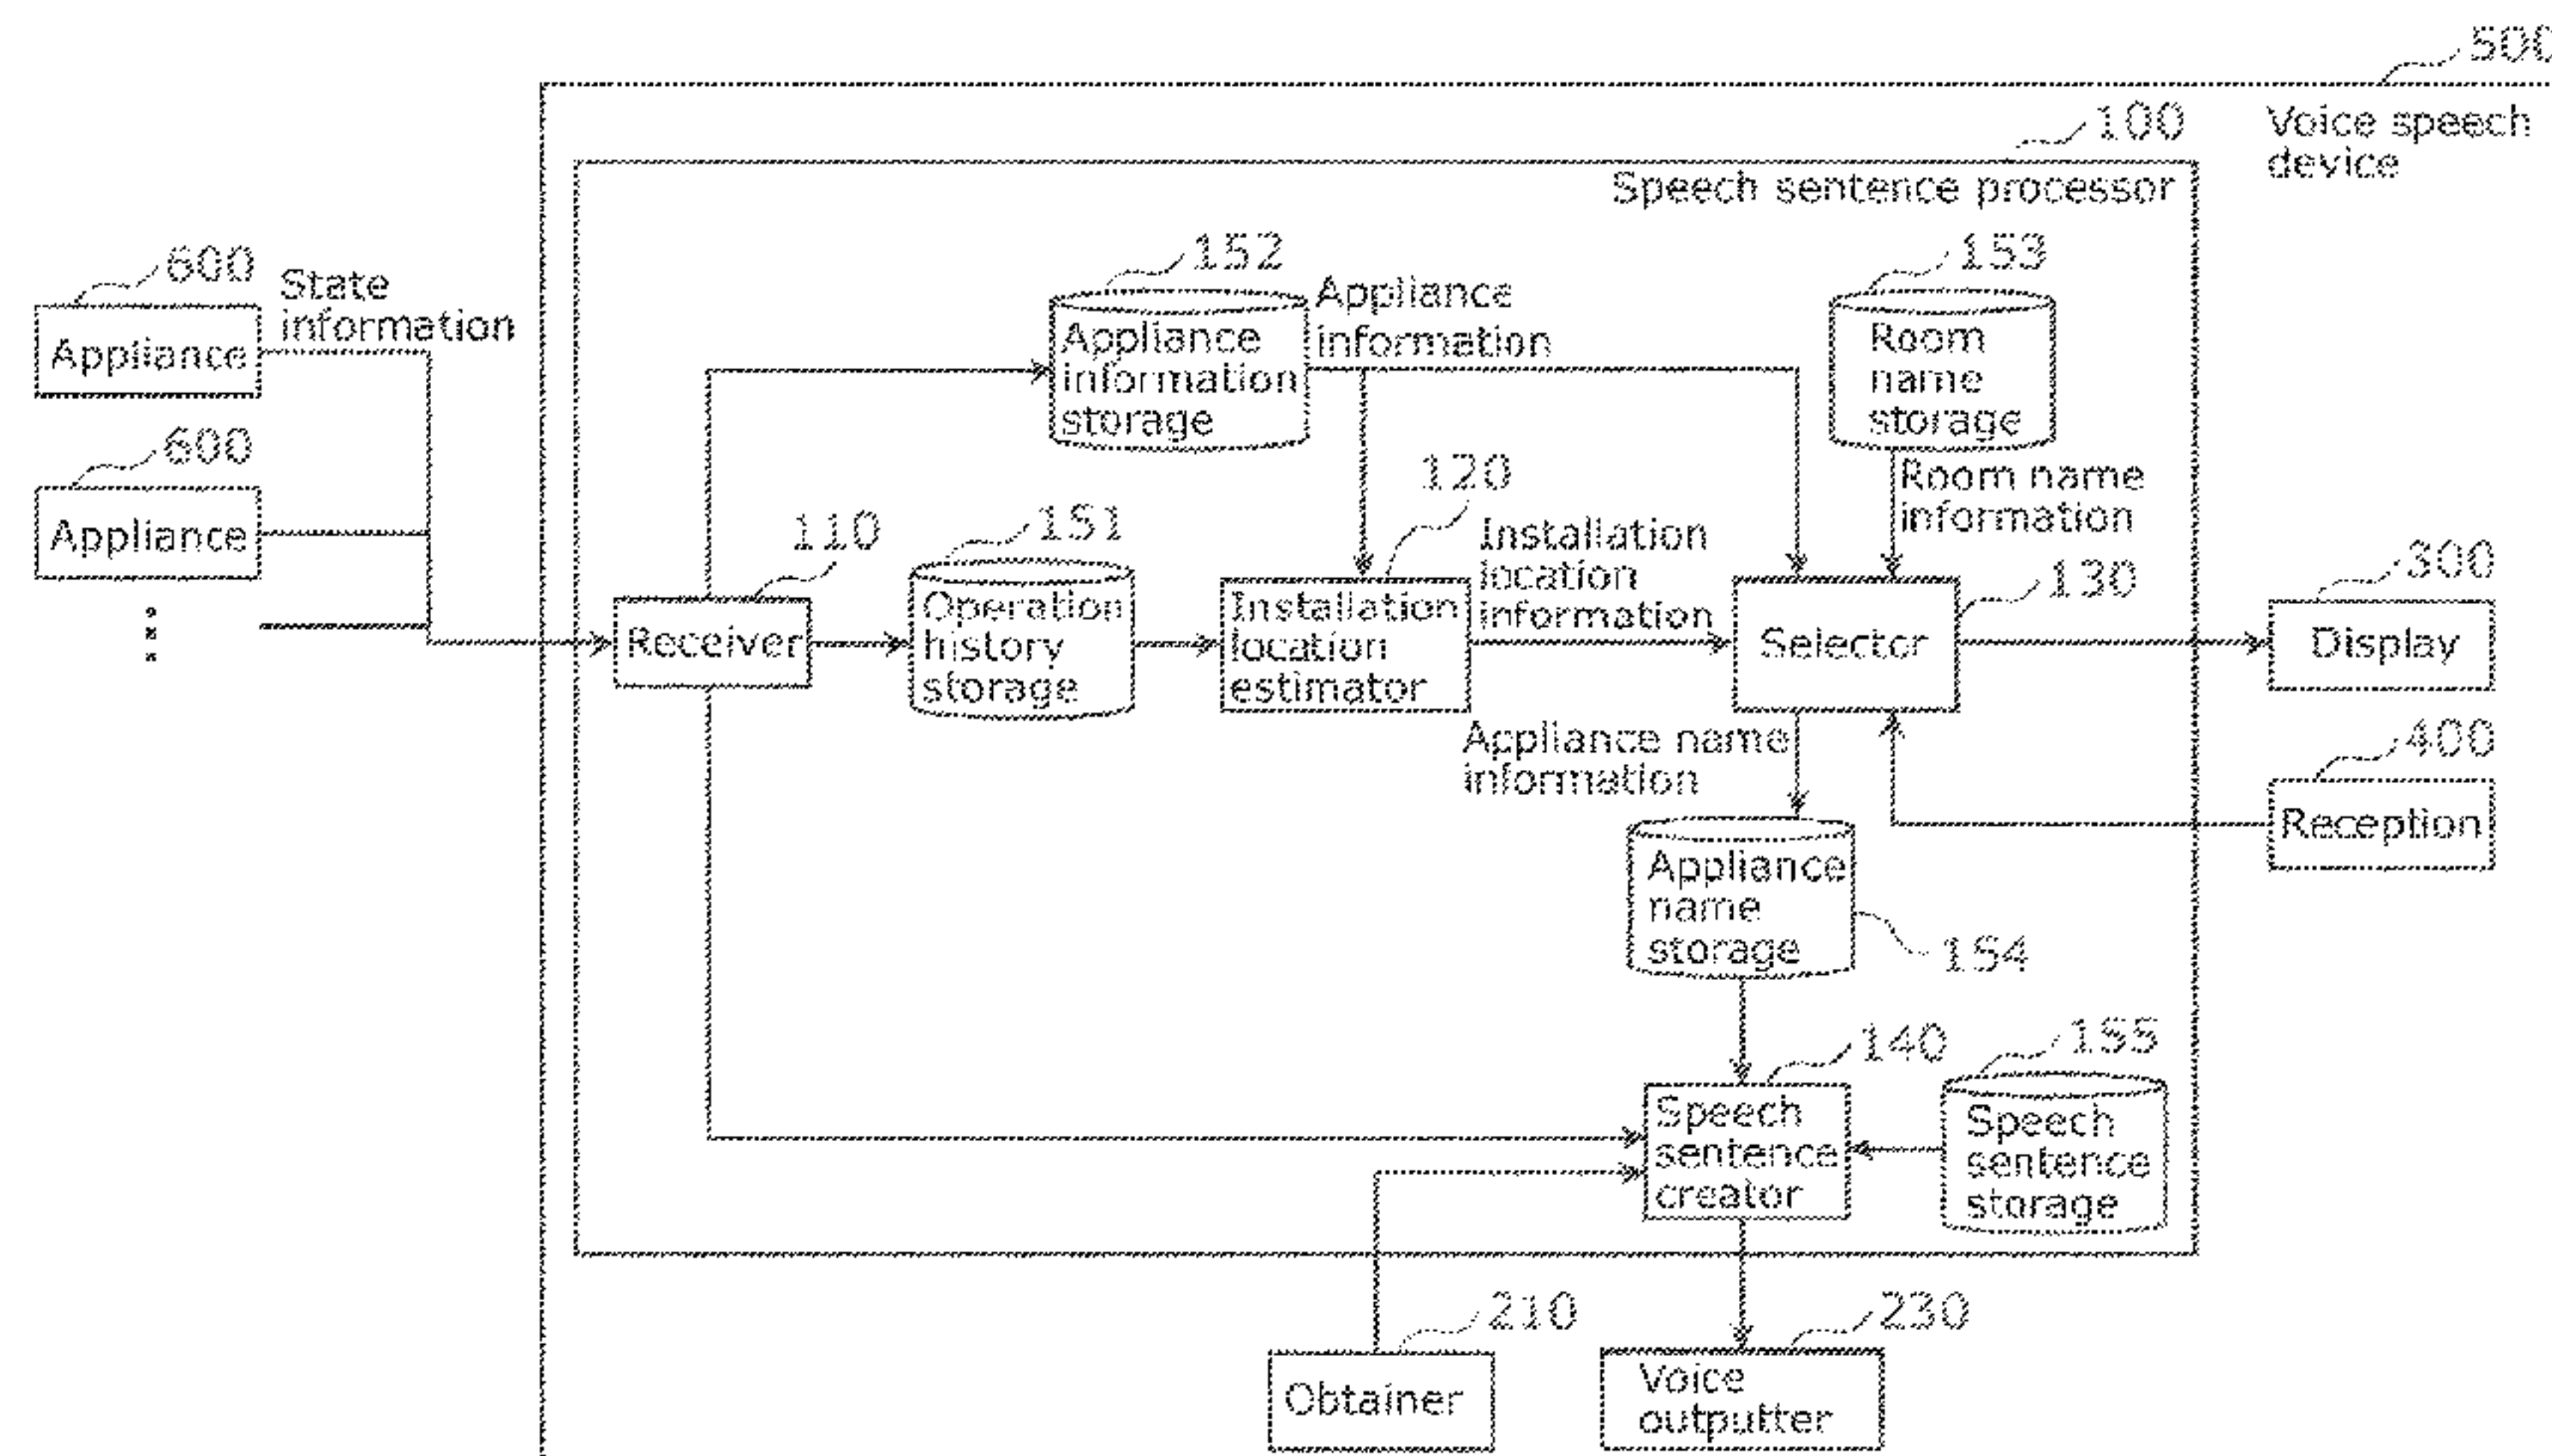 500
Voice speech
device
100
Speech sentence processor
600
State
information
Appliance
600
Appliance
152
Appliance
information
storage
Appliance
information
153
Room
name
storage
Room name
information
110
Receiver
151
Operation
history
storage
120
Installation
location
estimator
Installation
location
information
130
Selector
300
Display
400
Reception
Appliance name
information
Appliance
name
storage
154
140
Speech
sentence
creator
155
Speech
sentence
storage
210
Obtainer
230
Voice
outputter